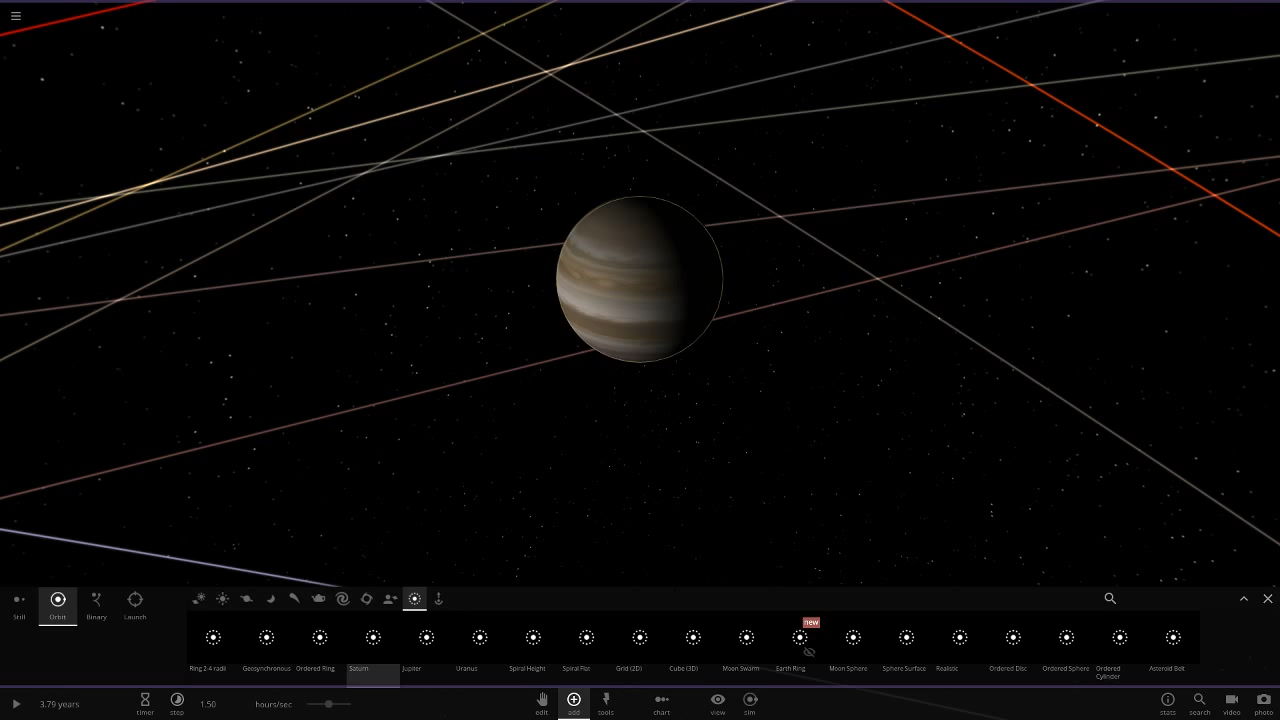 Still
Orbit
Binary
Launch
new
Ring 2-4 radii
Geosynchronous
Ordered Ring
Saturn
Jupiter
Uranus
Spiral Height
Spiral Flat
Grid (2D)
Cube (3D)
Moon Swarm
Earth Ring
Moon Sphere
Sphere Surface
Realistic
Ordered Disc
Ordered Sphere
Ordered
Cylinder
Asteroid Belt
3.79 years
timer
step
1.50
hours/sec
edit
add
tools
chart
view
sim
stats
search
video
photo